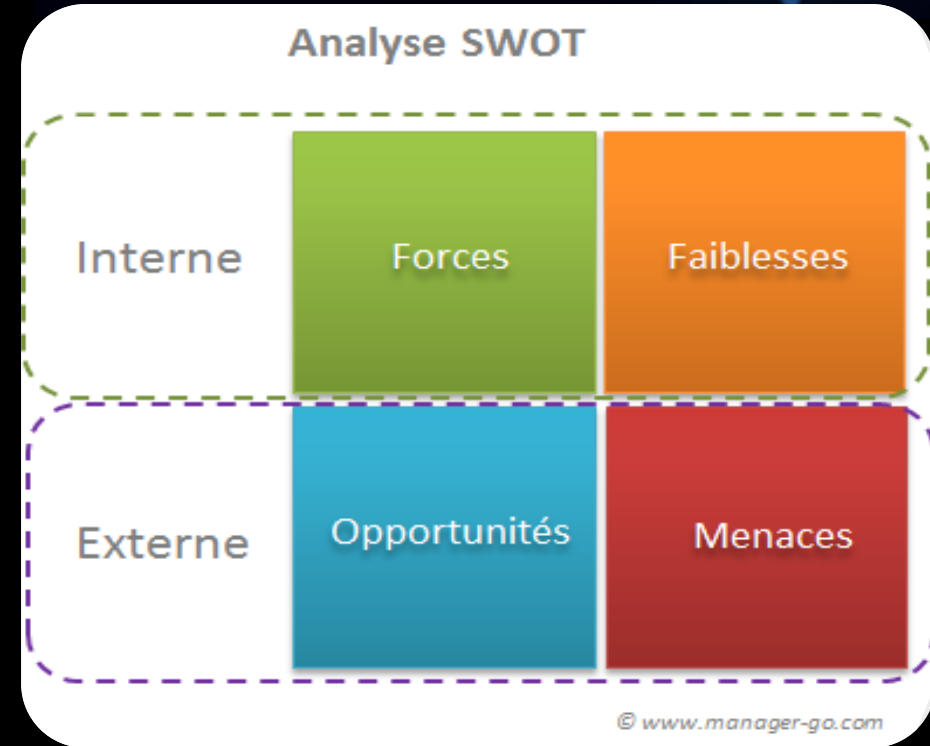 Analyse SWOT
Interne
Forces
Faiblesses
Externe
Opportunités
Menaces
© www.manager-go.com